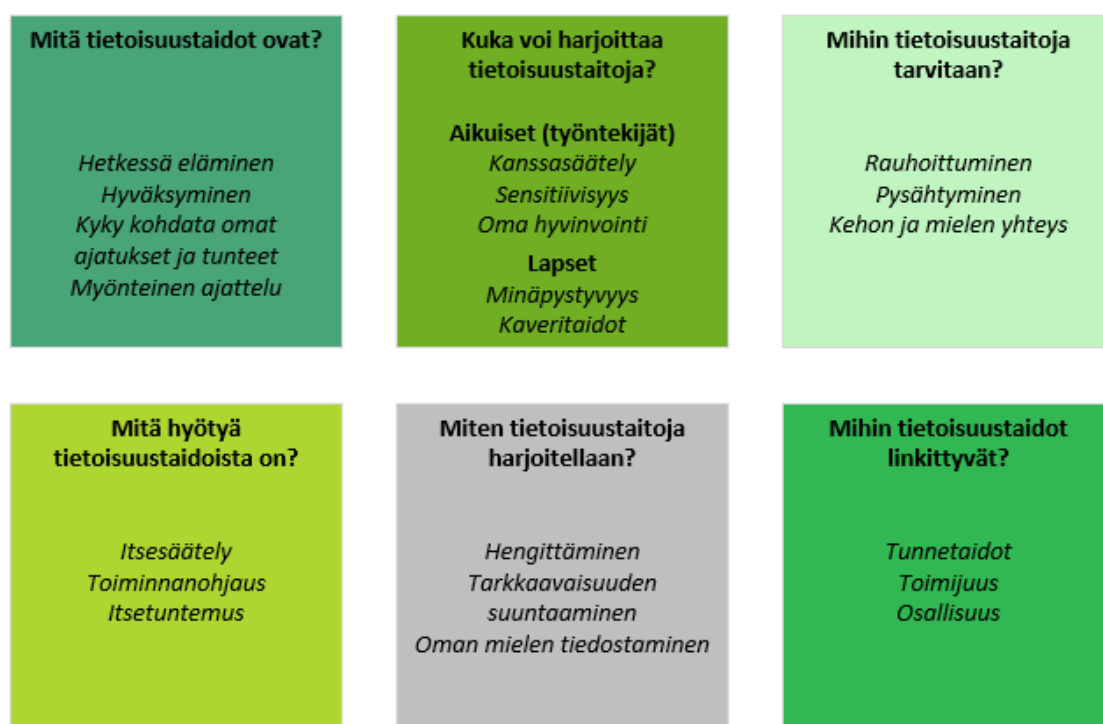 Mitä tietoisuustaidot ovat?
Hetkessä eläminen
Hyväksyminen
Kyky kohdata omat
ajatukset ja tunteet
Myönteinen ajattelu
Kuka voi harjoittaa
tietoisuustaitoja?
Aikuiset (työntekijät)
Kanssasäätely
Sensitiivisyys
Oma hyvinvointi
Lapset
Minäpystyvyys
Kaveritaidot
Mihin tietoisuustaitoja
tarvitaan?
Rauhoittuminen
Pysähtyminen
Kehon ja mielen yhteys
Mitä hyötyä
tietoisuustaidoista on?
Itsesäätely
Toiminnanohjaus
Itsetuntemus
Miten tietoisuustaitoja
harjoitellaan?
Hengittäminen
Tarkkaavaisuuden
suuntaaminen
Oman mielen tiedostaminen
Mihin tietoisuustaidot
linkittyvät?
Tunnetaidot
Toimijuus
Osallisuus